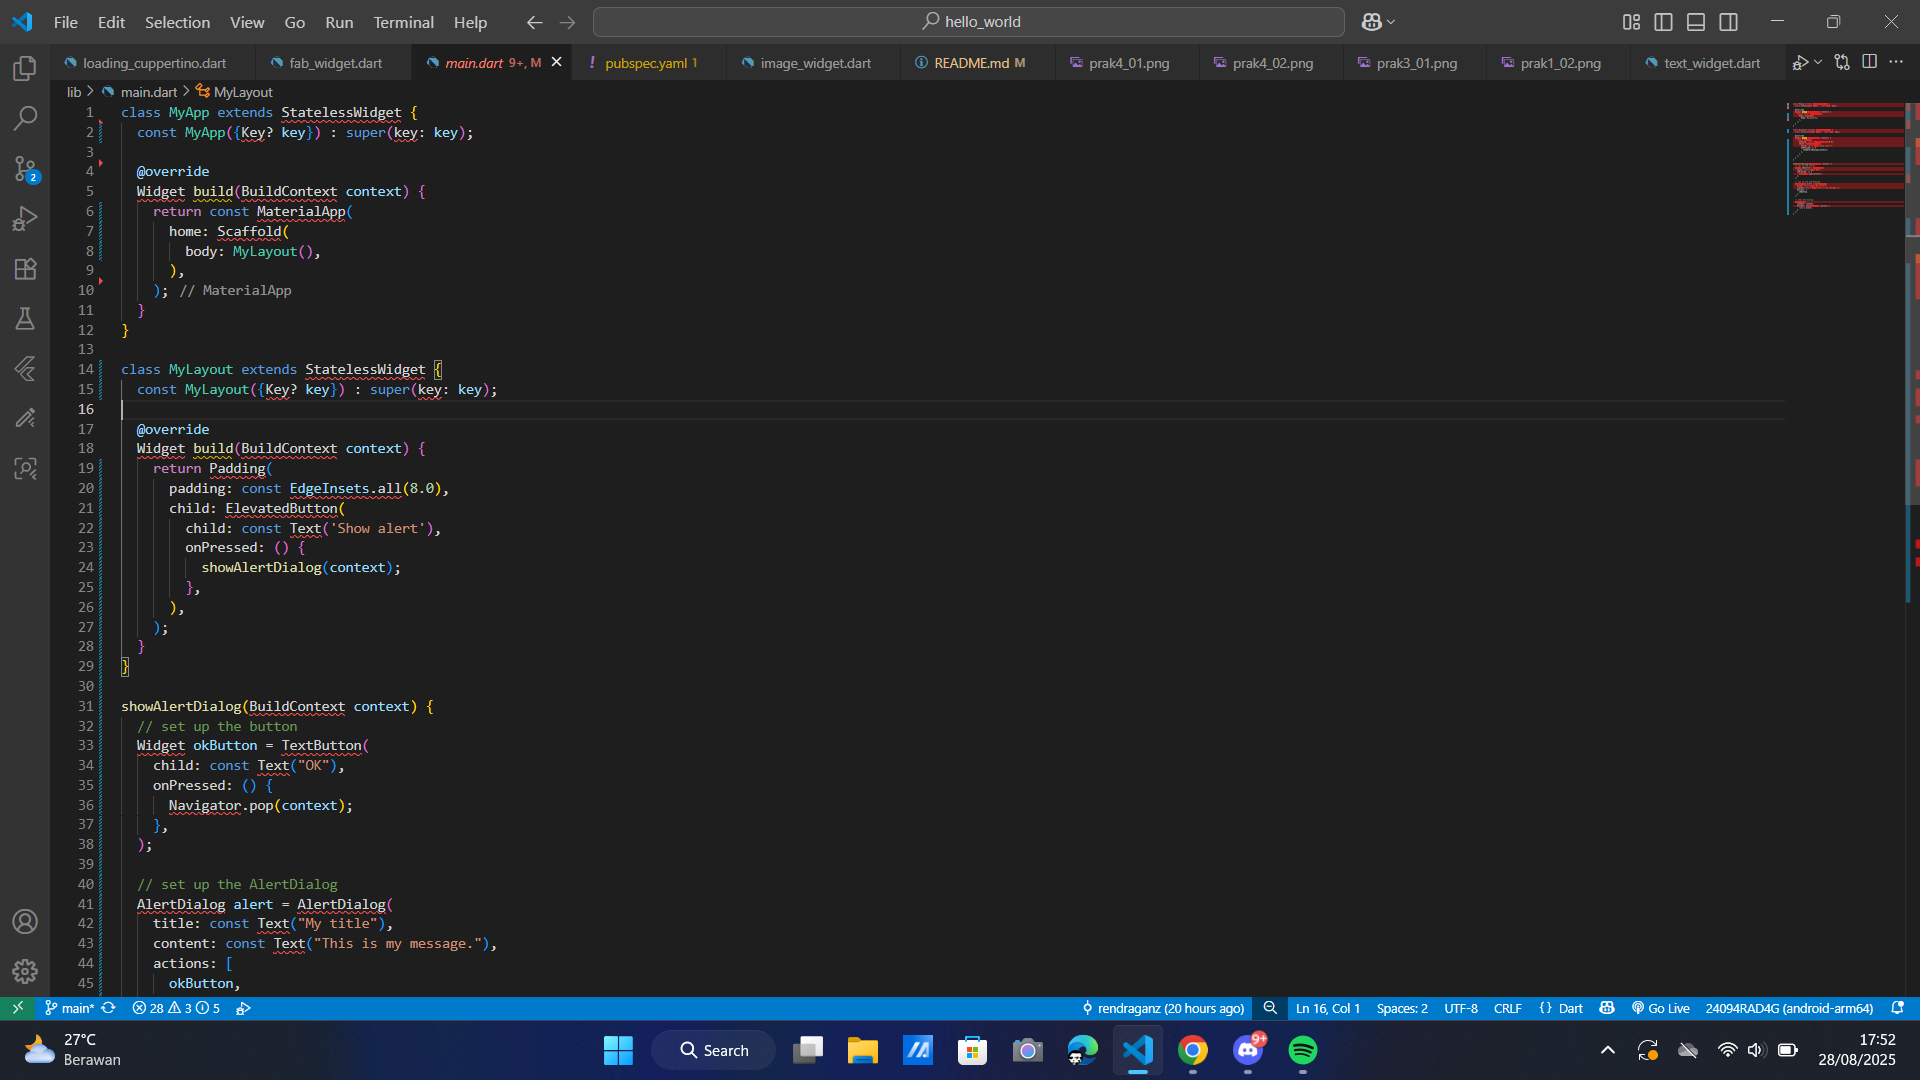 File Edit Selection View Go Run Terminal Help
hello_world
loading_cuppertino.dart fab_widget.dart main.dart 9+, M pubspec.yaml 1 image_widget.dart README.md M prak4_01.png prak4_02.png prak3_01.png prak1_02.png text_widget.dart
lib > main.dart > MyLayout
1 class MyApp extends StatelessWidget {
2 const MyApp({Key? key}) : super(key: key);
3
4 @override
5 Widget build(BuildContext context) {
6 return const MaterialApp(
7 home: Scaffold(
8 body: MyLayout(),
9 ),
10 ); // MaterialApp
11 }
12 }
13
14 class MyLayout extends StatelessWidget {
15 const MyLayout({Key? key}) : super(key: key);
16
17 @override
18 Widget build(BuildContext context) {
19 return Padding(
20 padding: const EdgeInsets.all(8.0),
21 child: ElevatedButton(
22 child: const Text('Show alert'),
23 onPressed: () {
24 showAlertDialog(context);
25 },
26 ),
27 );
28 }
29 }
30
31 showAlertDialog(BuildContext context) {
32 // set up the button
33 Widget okButton = TextButton(
34 child: const Text("OK"),
35 onPressed: () {
36 Navigator.pop(context);
37 },
38 );
39
40 // set up the AlertDialog
41 AlertDialog alert = AlertDialog(
42 title: const Text("My title"),
43 content: const Text("This is my message."),
44 actions: [
45 okButton,
2
main* 28 3 5 rendraganz (20 hours ago) Ln 16, Col 1 Spaces: 2 UTF-8 CRLF {} Dart Go Live 24094RAD4G (android-arm64)
27°C
Berawan
Search
9+
17:52
28/08/2025